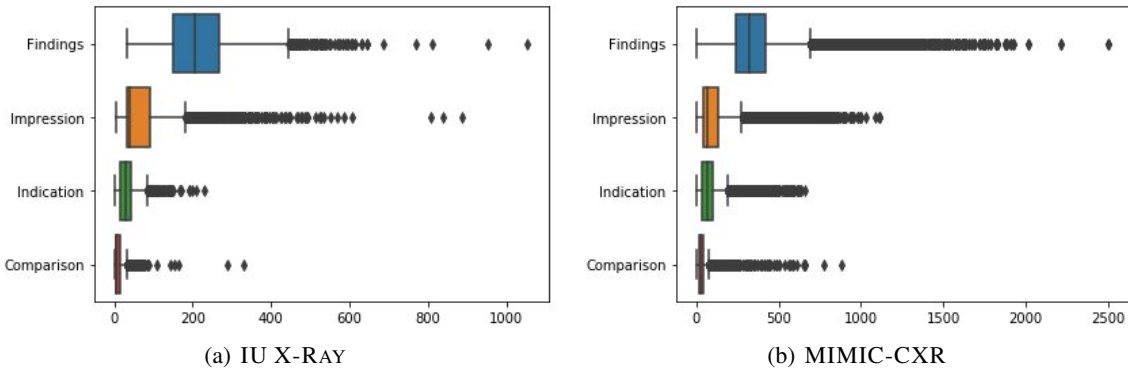 Findings
Impression
Indication
Comparison
0 200 400 600 800 1000
(a) IU X-RAY
Findings
Impression
Indication
Comparison
0 500 1000 1500 2000 2500
(b) MIMIC-CXR